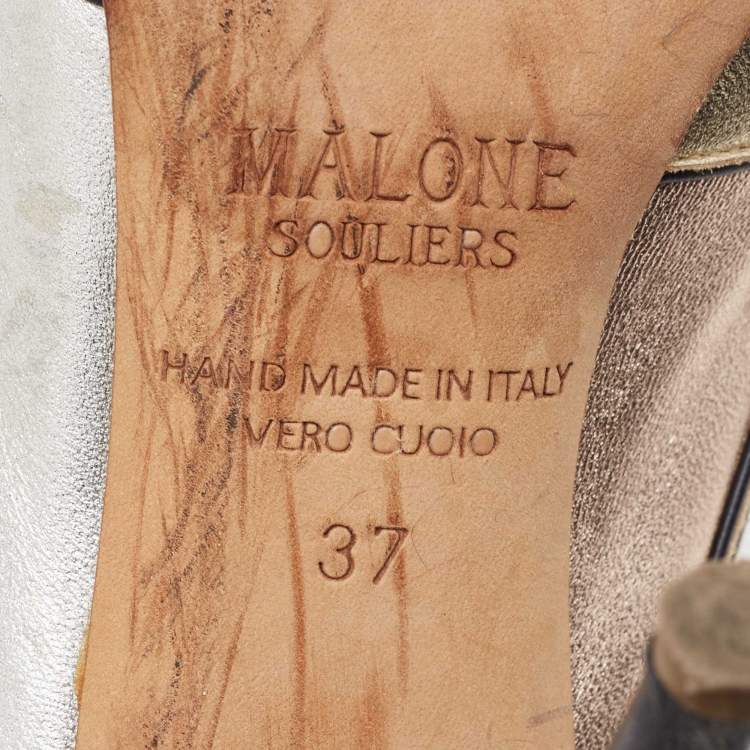 MALONE
SOULIERS
HAND MADE IN ITALY
VERO CUOIO
37